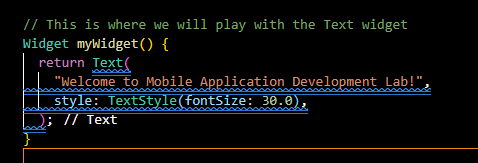 // This is where we will play with the Text widget
Widget myWidget() {
return Text(
"Welcome to Mobile Application Development Lab!",
style: TextStyle(fontSize: 30.0),
); // Text
}